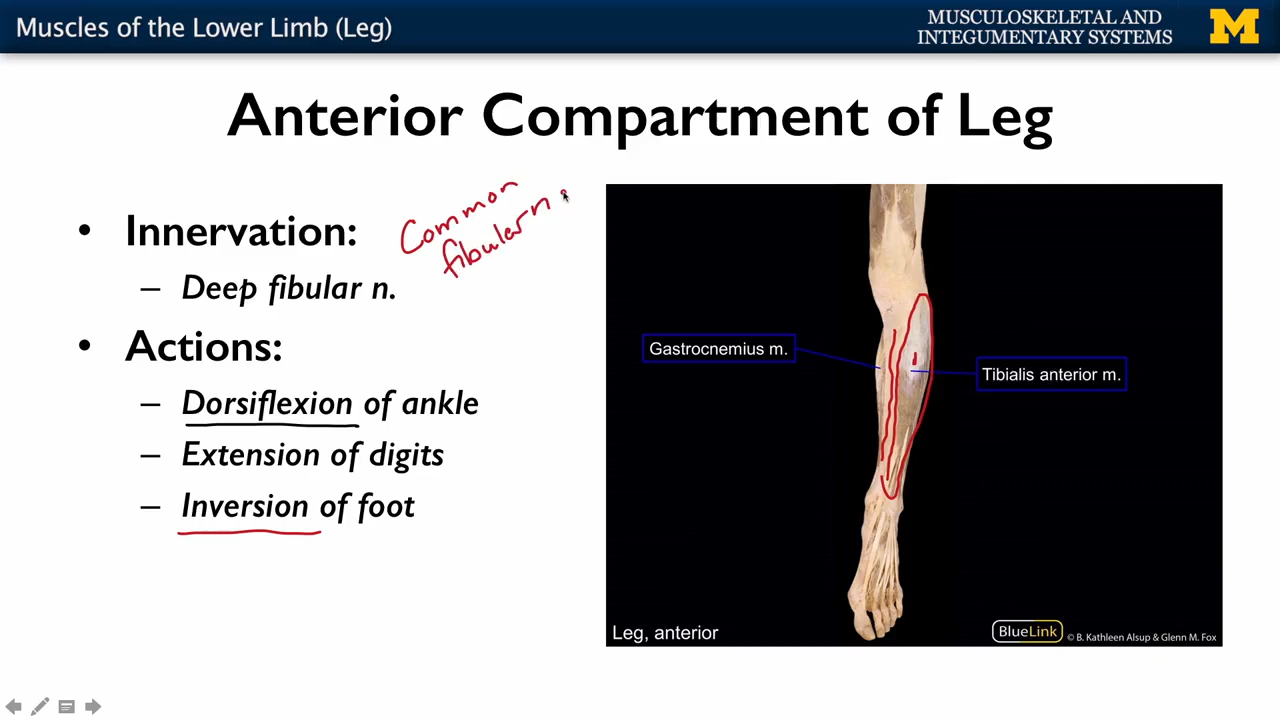 Muscles of the Lower Limb (Leg)
MUSCULOSKELETAL AND
INTEGUMENTARY SYSTEMS
M
Anterior Compartment of Leg
• Innervation:
– Deep fibular n.
Common
fibular n
• Actions:
– Dorsiflexion of ankle
– Extension of digits
– Inversion of foot
Gastrocnemius m.
Tibialis anterior m.
Leg, anterior
BlueLink © B. Kathleen Alsup & Glenn M. Fox